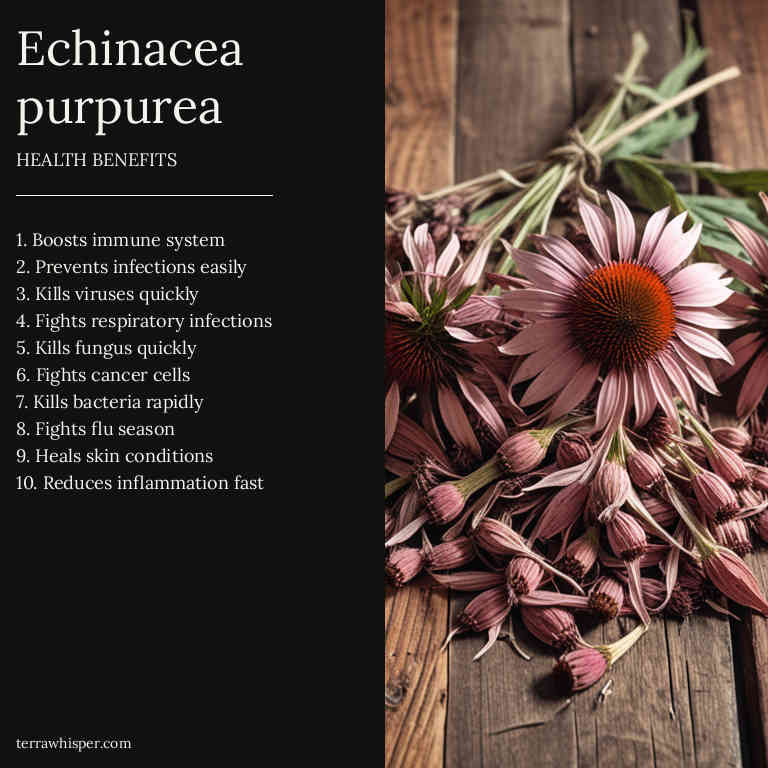 Echinacea
purpurea
HEALTH BENEFITS
1. Boosts immune system
2. Prevents infections easily
3. Kills viruses quickly
4. Fights respiratory infections
5. Kills fungus quickly
6. Fights cancer cells
7. Kills bacteria rapidly
8. Fights flu season
9. Heals skin conditions
10. Reduces inflammation fast
terrawhisper.com